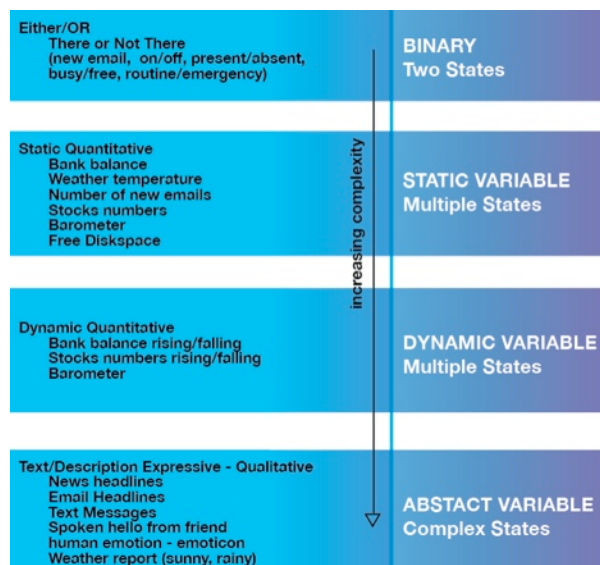 Either/OR
There or Not There
(new email, on/off, present/absent,
busy/free, routine/emergency)
BINARY
Two States
Static Quantitative
Bank balance
Weather temperature
Number of new emails
Stocks numbers
Barometer
Free Diskspace
STATIC VARIABLE
Multiple States
increasing complexity
Dynamic Quantitative
Bank balance rising/falling
Stocks numbers rising/falling
Barometer
DYNAMIC VARIABLE
Multiple States
Text/Description Expressive - Qualitative
News headlines
Email Headlines
Text Messages
Spoken hello from friend
human emotion - emoticon
Weather report (sunny, rainy)
ABSTACT VARIABLE
Complex States